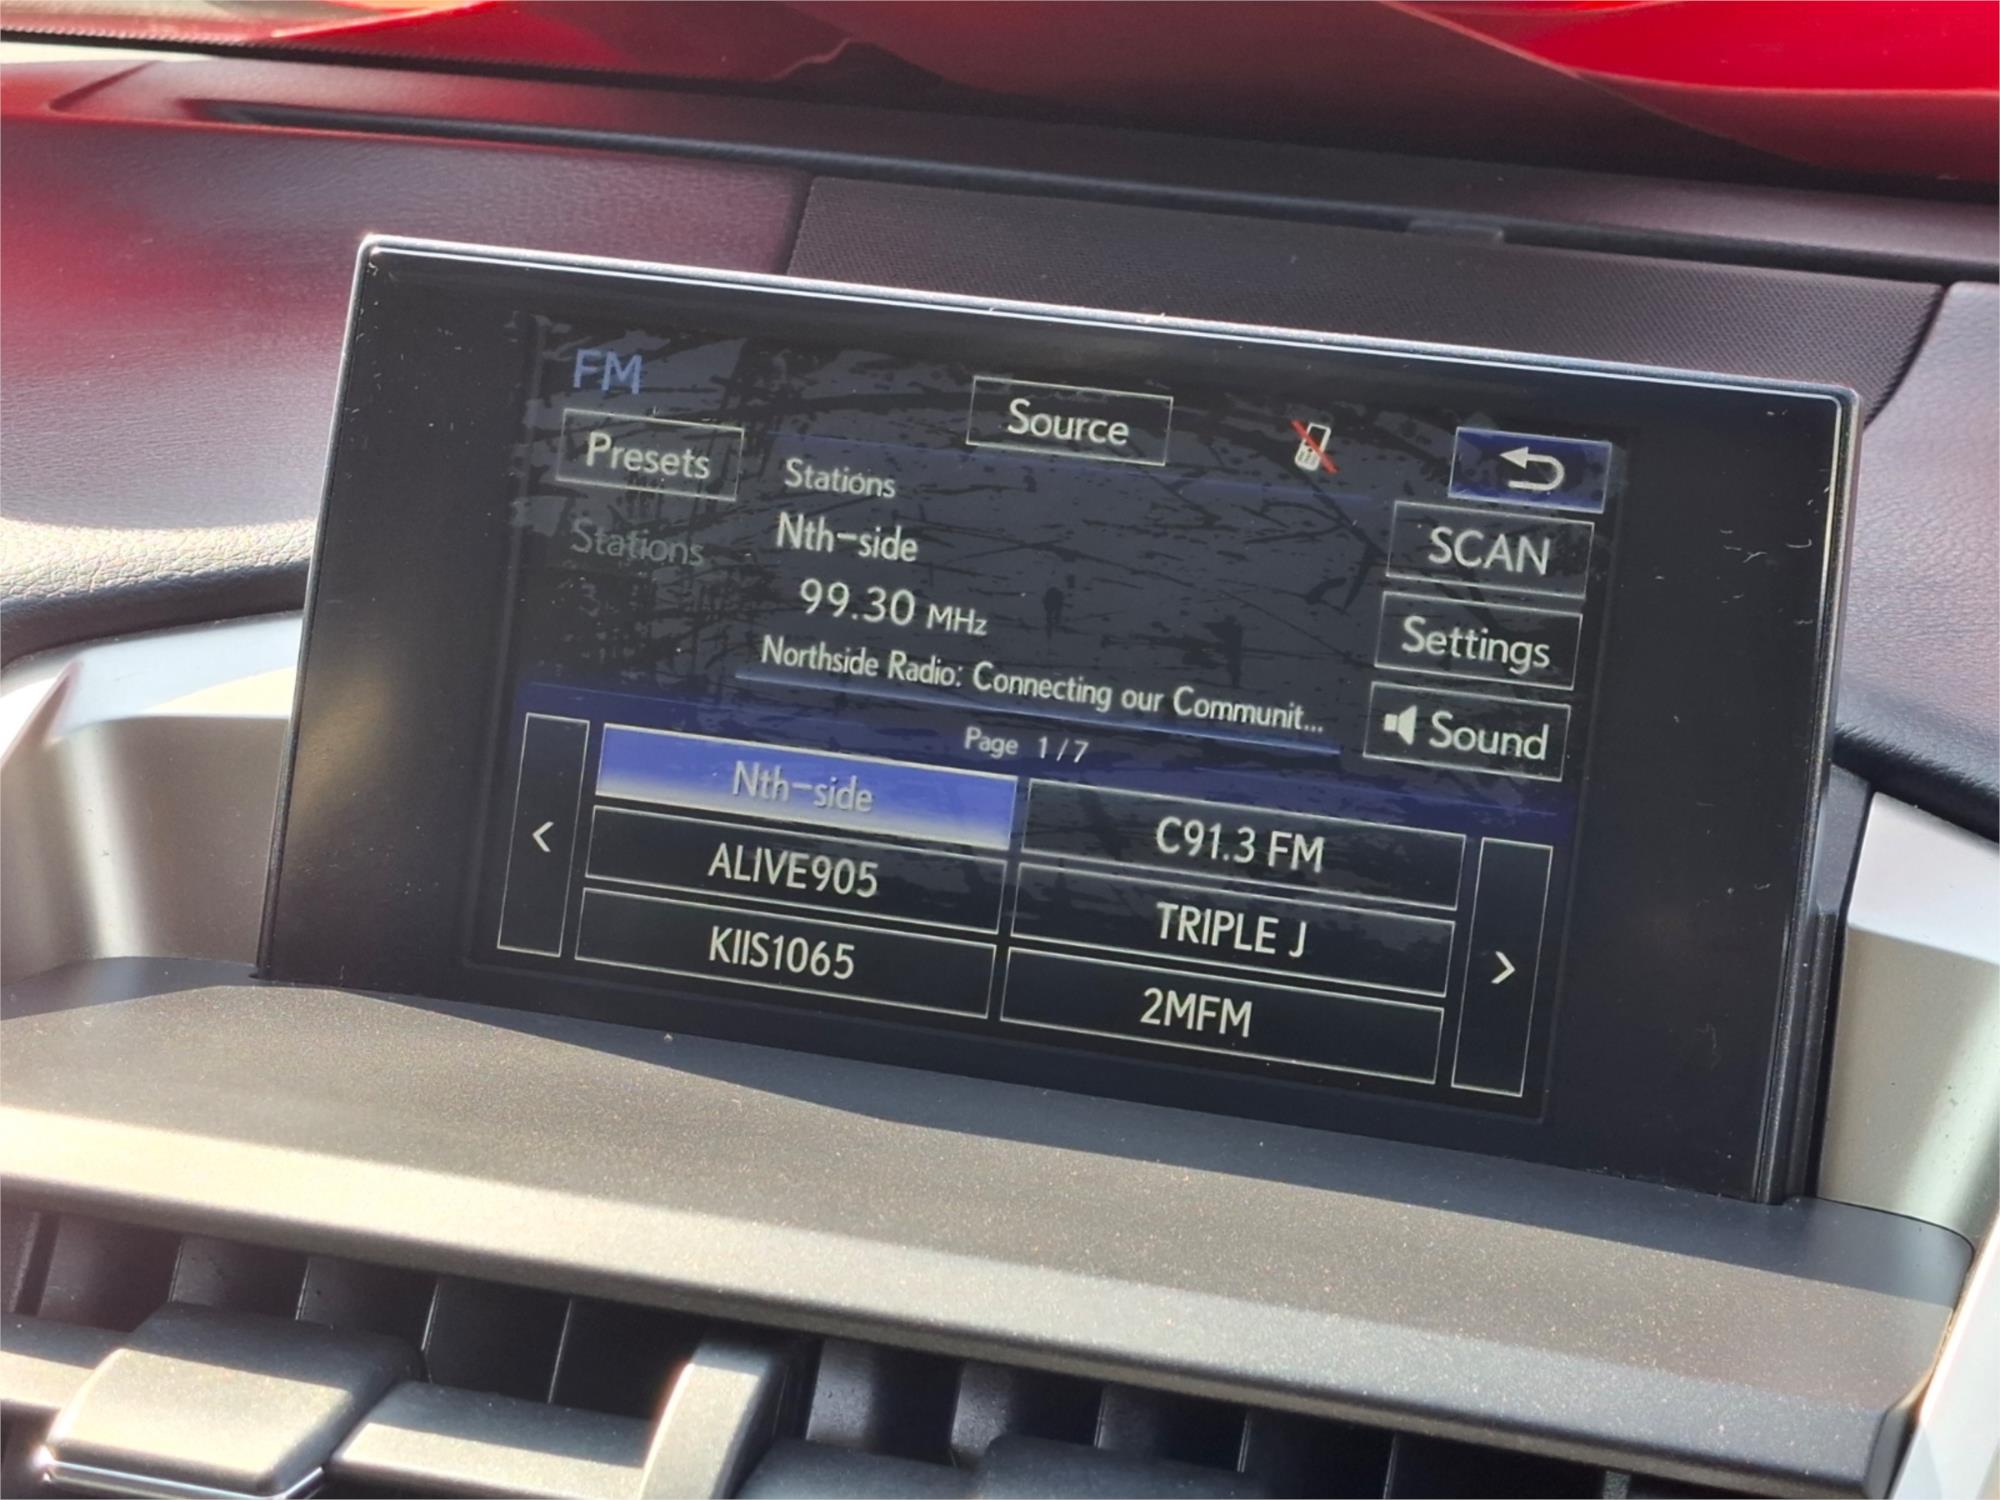 FM
Source
Presets
Stations
Stations
Nth-side
99.30 MHz
Northside Radio: Connecting our Communit...
SCAN
Settings
Sound
Page 1/7
Nth-side
C91.3 FM
ALIVE905
TRIPLE J
KIIS1065
2MFM